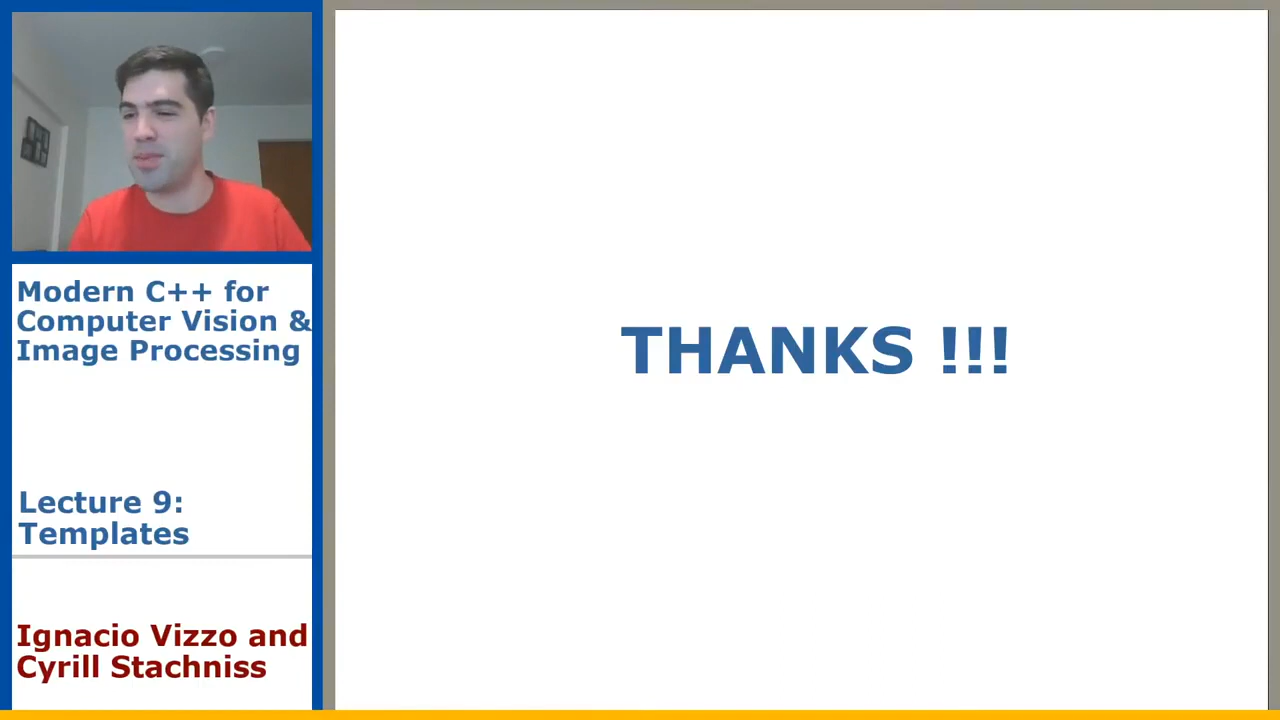 Modern C++ for
Computer Vision &
Image Processing
Lecture 9:
Templates
Ignacio Vizzo and
Cyrill Stachniss
THANKS !!!